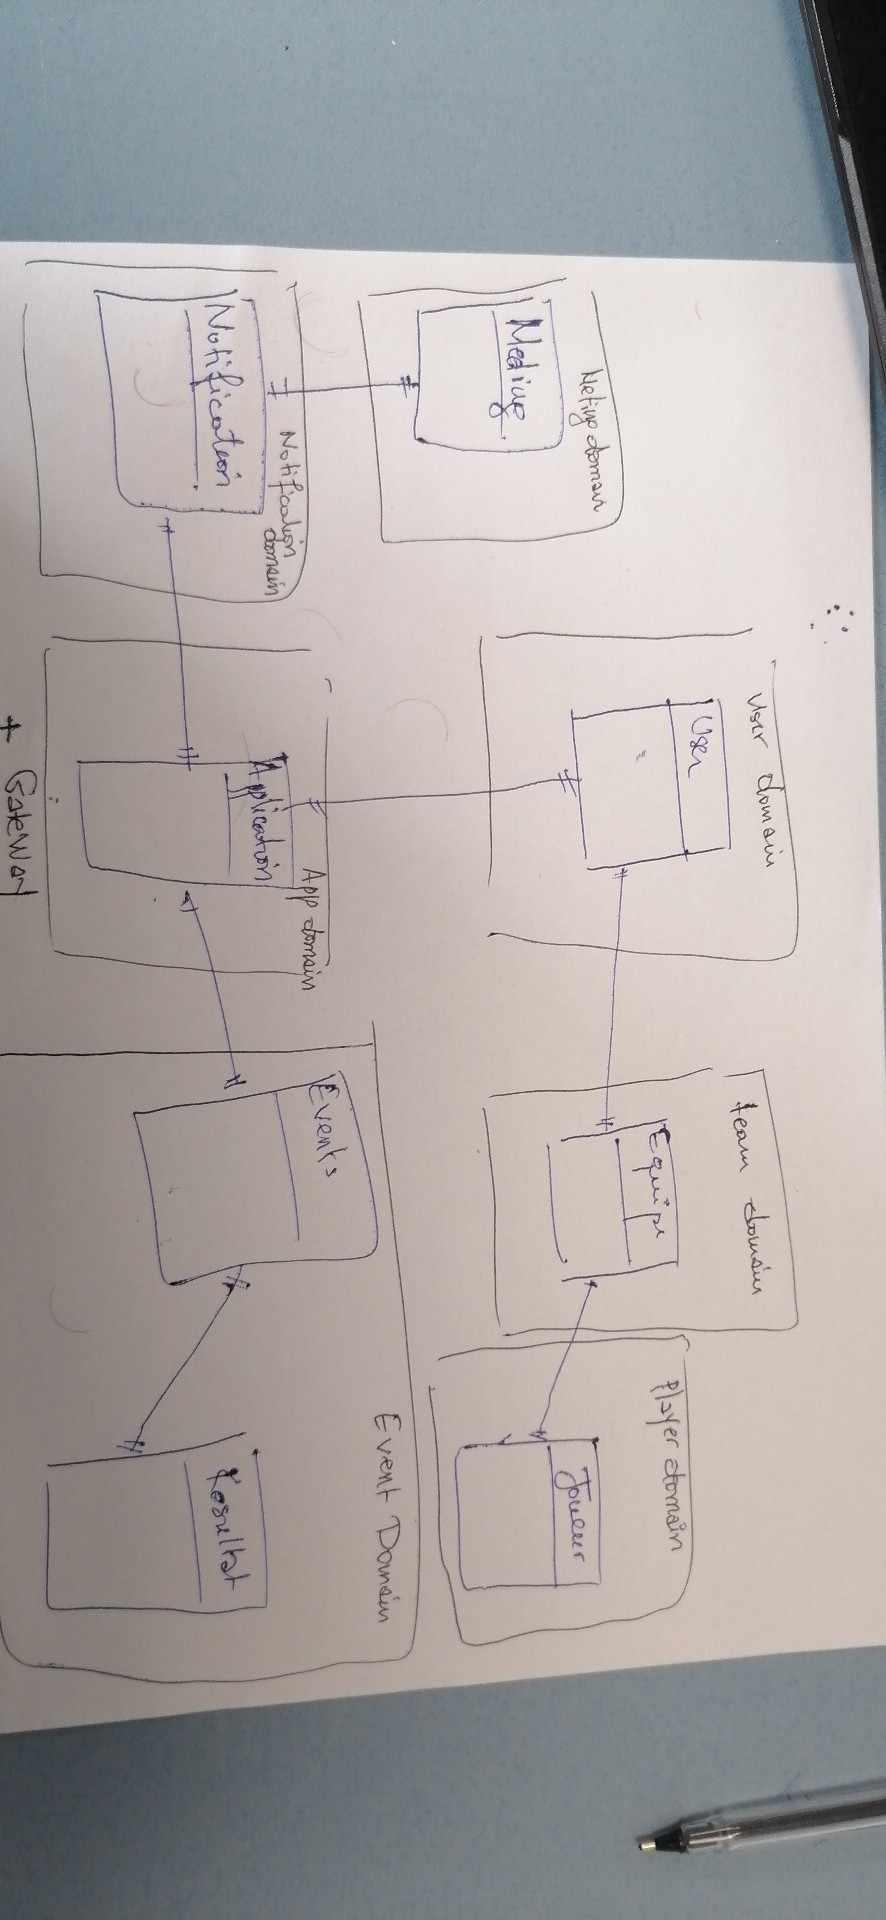 User domain
User
team domain
Equipe
Player domain
Joueur
Meting domain
Meeting
Notification
domain
Notification
App domain
Application
+ GateWay
Event Domain
Events
Resultat